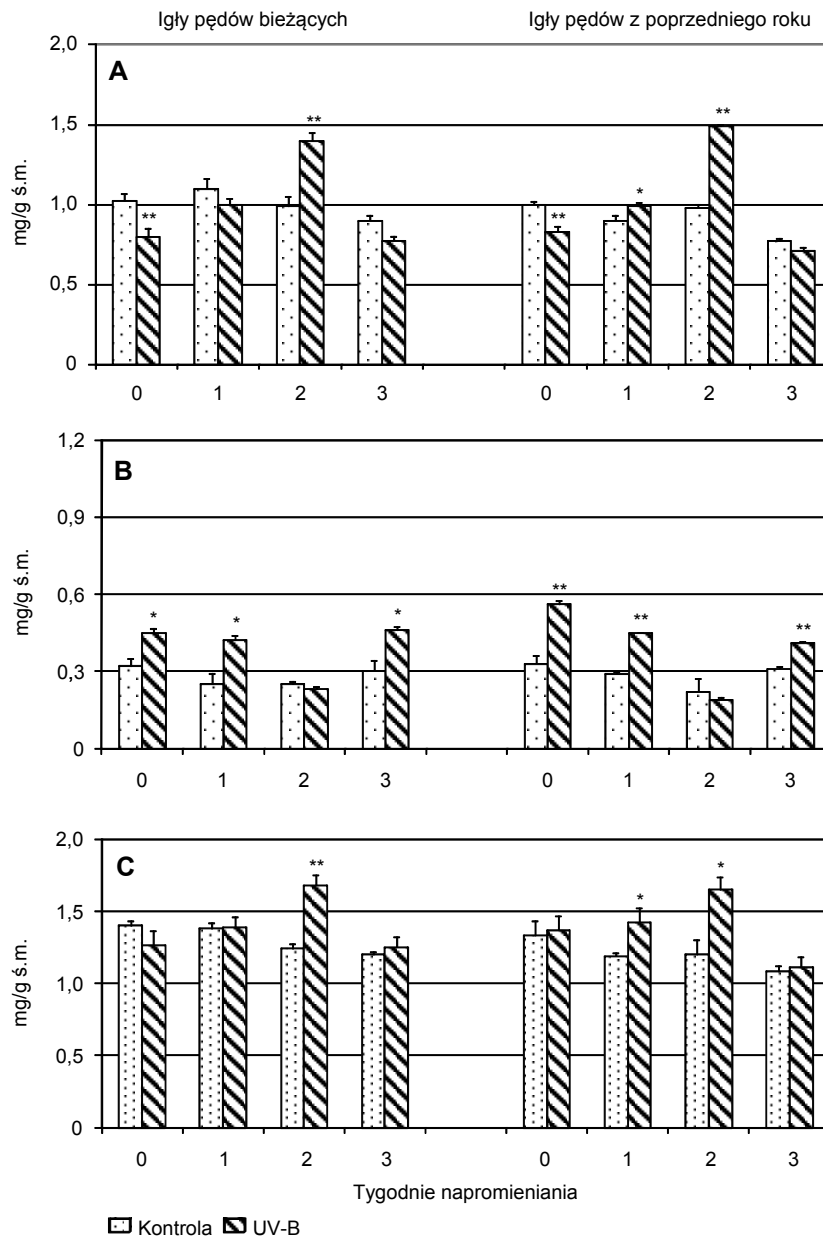 Igły pędów bieżących Igły pędów z poprzedniego roku
2,0
A
1,5
** **
mg/g ś.m.
1,0
** ** *
0,5
0
0 1 2 3 0 1 2 3
1,2
B
0,9
mg/g ś.m.
0,6
* * * ** ** **
0,3
0
0 1 2 3 0 1 2 3
2,0
C
** * *
1,5
mg/g ś.m.
1,0
0,5
0
0 1 2 3 0 1 2 3
Tygodnie napromieniania
Kontrola UV-B